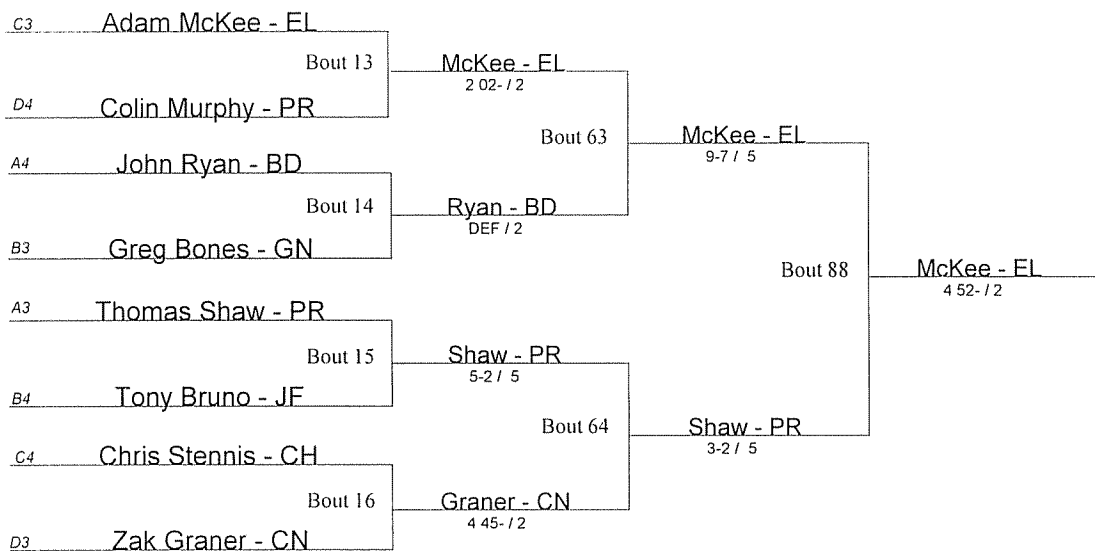 C3 Adam McKee - EL
Bout 13 McKee - EL
2 02- / 2
D4 Colin Murphy - PR
Bout 63 McKee - EL
9-7 / 5
A4 John Ryan - BD
Bout 14 Ryan - BD
DEF / 2
B3 Greg Bones - GN
Bout 88 McKee - EL
4 52- / 2
A3 Thomas Shaw - PR
Bout 15 Shaw - PR
5-2 / 5
B4 Tony Bruno - JF
Bout 64 Shaw - PR
3-2 / 5
C4 Chris Stennis - CH
Bout 16 Graner - CN
4 45- / 2
D3 Zak Graner - CN